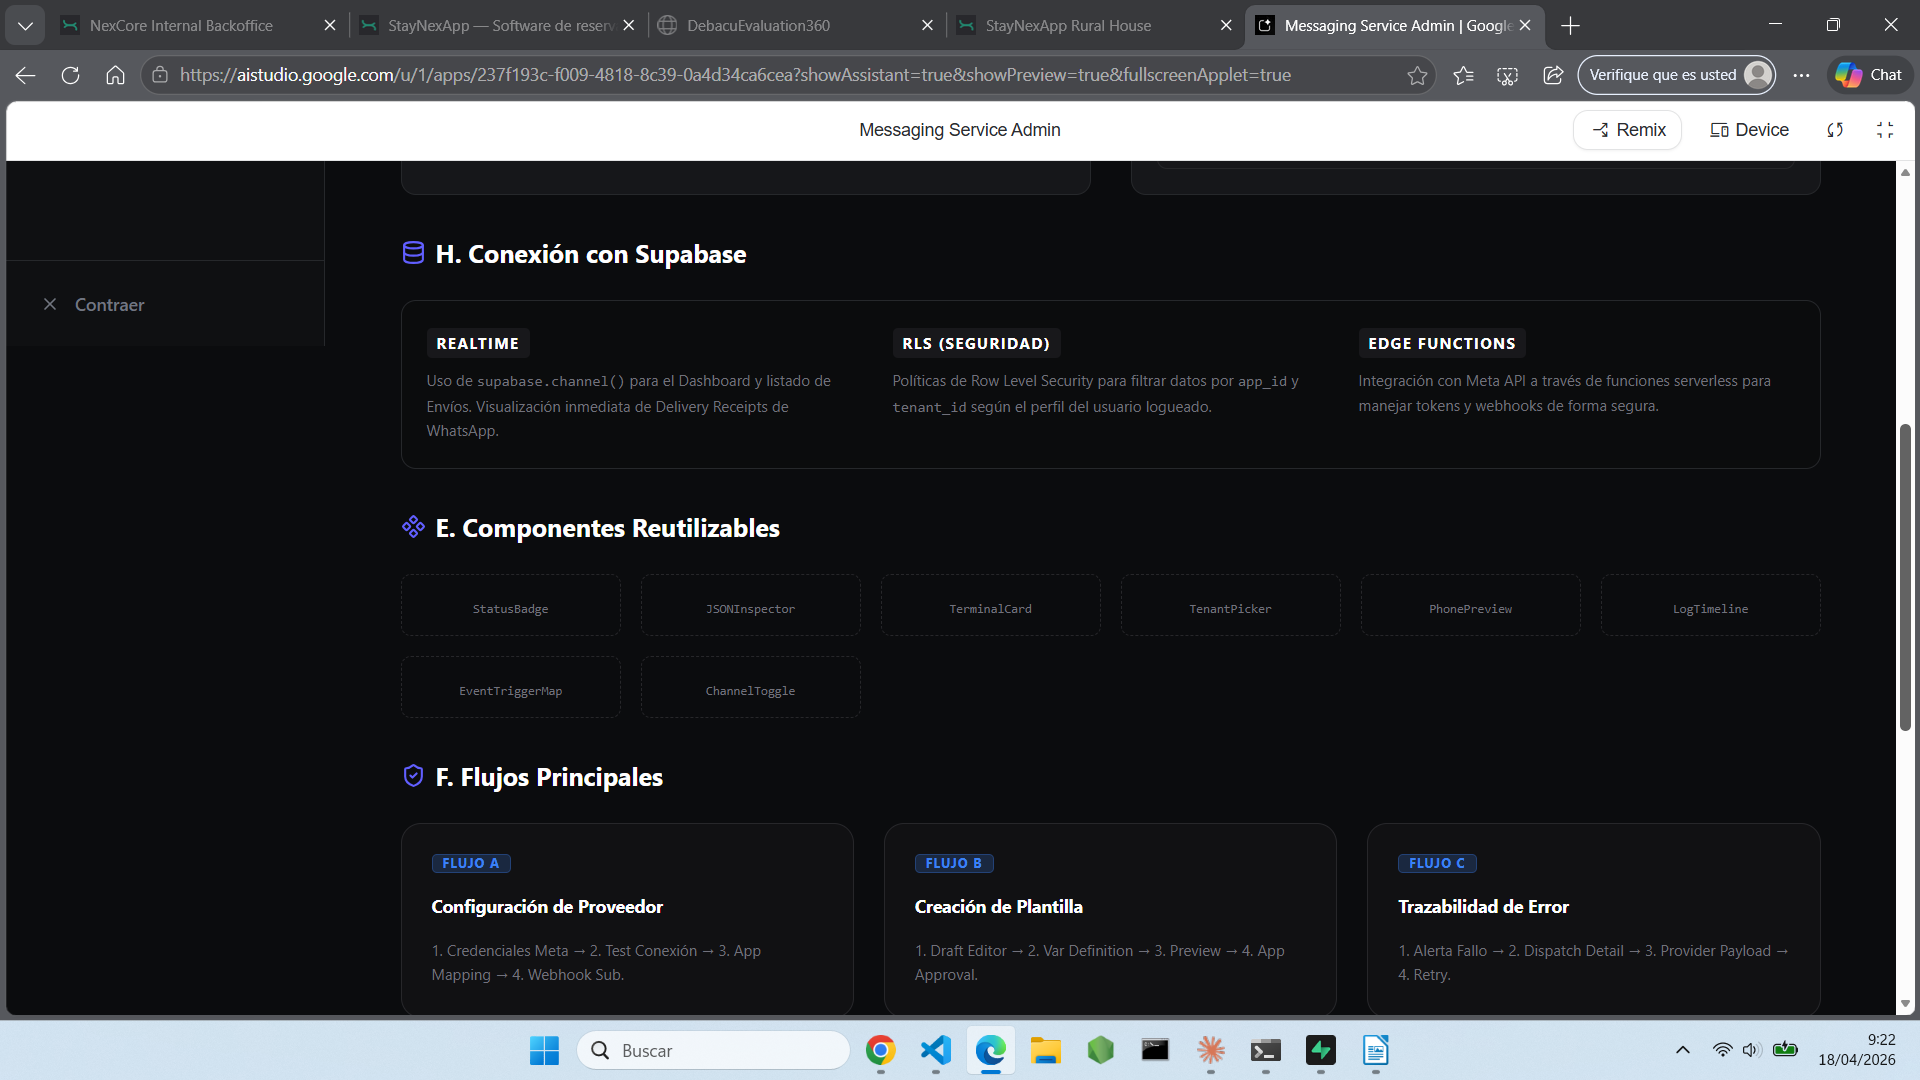 NexCore Internal Backoffice
StayNexApp — Software de reserv
DebacuEvaluation360
StayNexApp Rural House
Messaging Service Admin | Google
https://aistudio.google.com/u/1/apps/237f193c-f009-4818-8c39-0a4d34ca6cea?showAssistant=true&showPreview=true&fullscreenApplet=true
Verifique que es usted
Chat
Messaging Service Admin
Remix
Device
Contraer
H. Conexión con Supabase
REALTIME
Uso de supabase.channel() para el Dashboard y listado de
Envíos. Visualización inmediata de Delivery Receipts de
WhatsApp.
RLS (SEGURIDAD)
Políticas de Row Level Security para filtrar datos por app_id y
tenant_id según el perfil del usuario logueado.
EDGE FUNCTIONS
Integración con Meta API a través de funciones serverless para
manejar tokens y webhooks de forma segura.
E. Componentes Reutilizables
StatusBadge
JSONInspector
TerminalCard
TenantPicker
PhonePreview
LogTimeline
EventTriggerMap
ChannelToggle
F. Flujos Principales
FLUJO A
Configuración de Proveedor
1. Credenciales Meta → 2. Test Conexión → 3. App
Mapping → 4. Webhook Sub.
FLUJO B
Creación de Plantilla
1. Draft Editor → 2. Var Definition → 3. Preview → 4. App
Approval.
FLUJO C
Trazabilidad de Error
1. Alerta Fallo → 2. Dispatch Detail → 3. Provider Payload →
4. Retry.
Buscar
9:22
18/04/2026